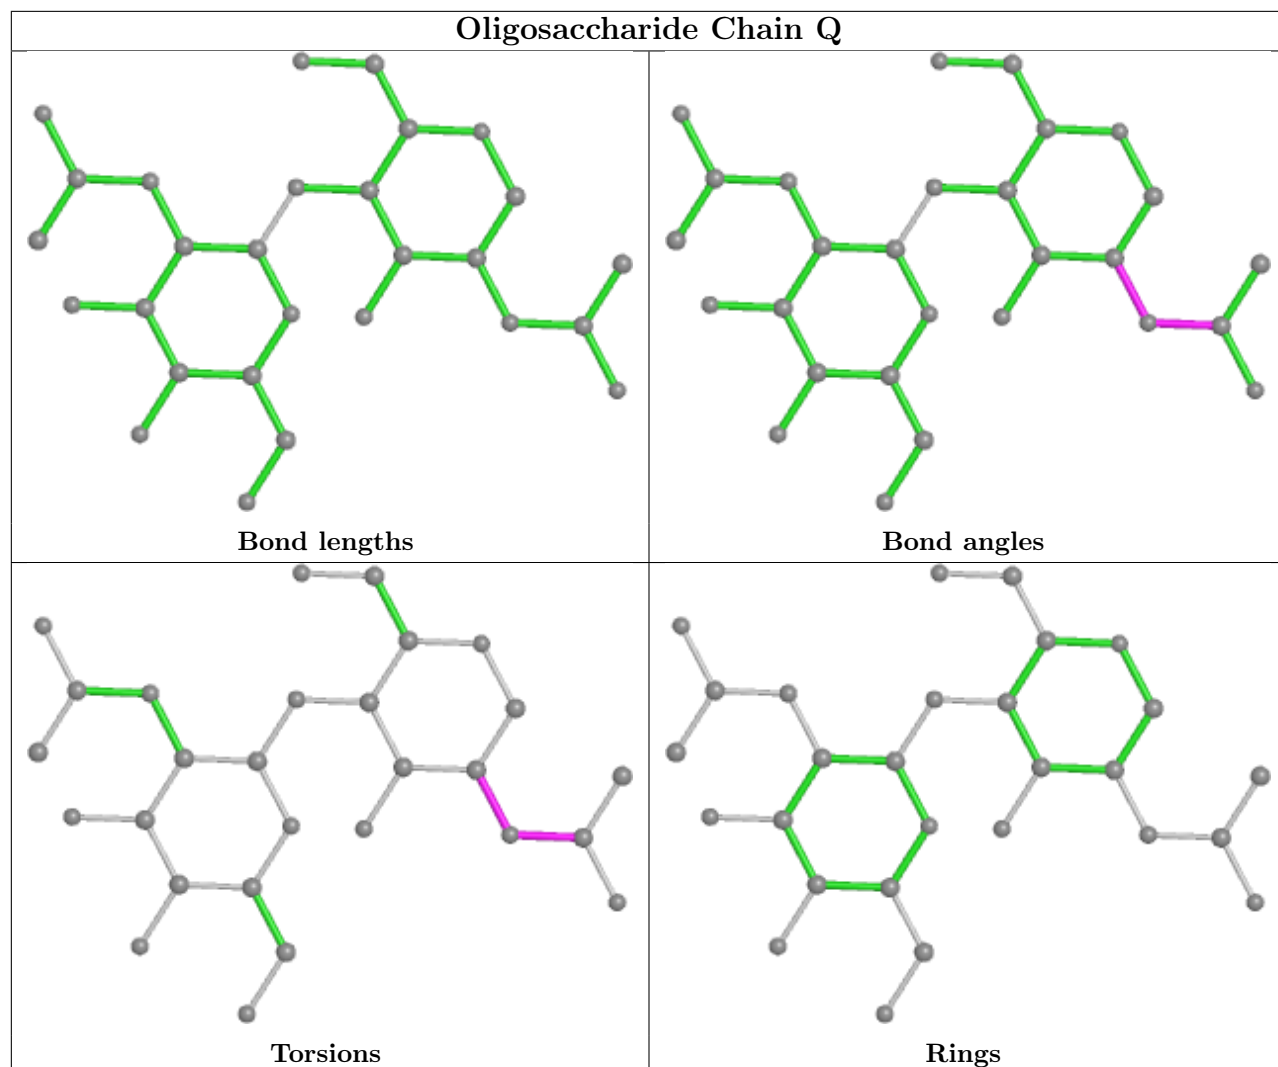 Oligosaccharide Chain Q
Bond lengths
Bond angles
Torsions
Rings